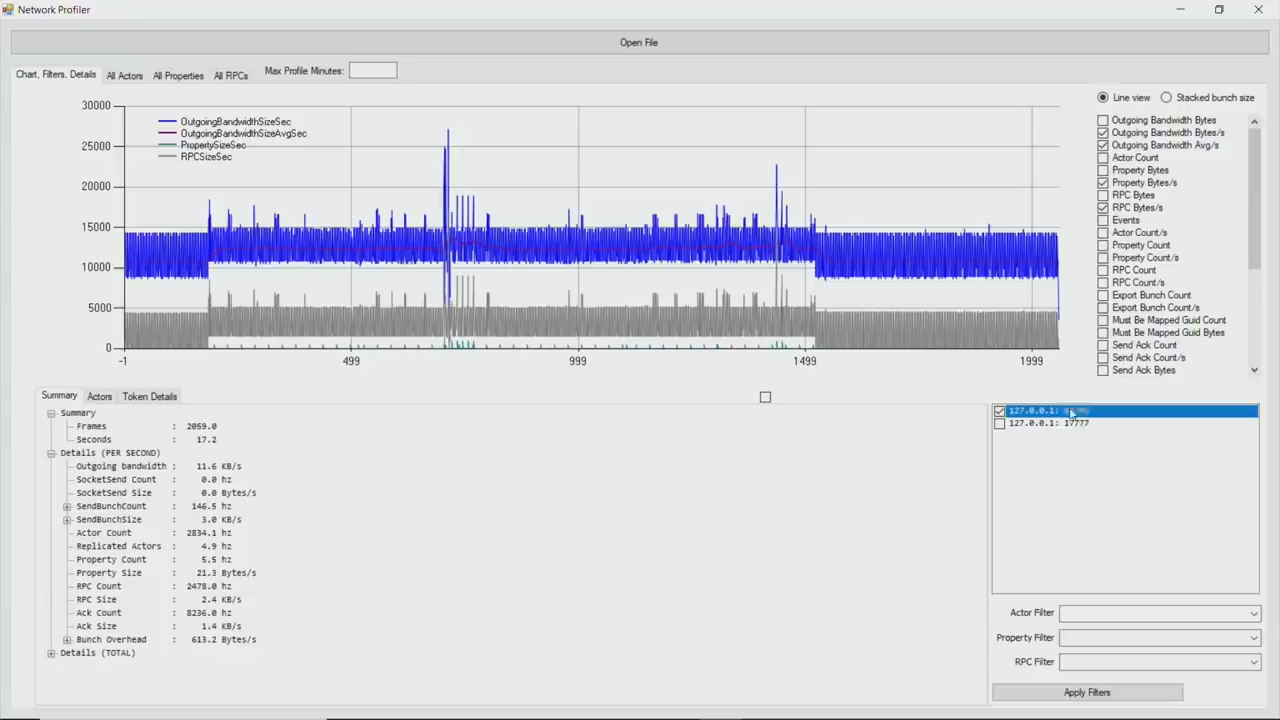 Network Profiler
Open File
Chart, Filters, Details
All Actors
All Properties
All RPCs
Max Profile Minutes:
Line view
Stacked bunch size
30000
25000
20000
15000
10000
5000
0
-1
499
999
1499
1999
OutgoingBandwidthSizeSec
OutgoingBandwidthSizeAvgSec
PropertySizeSec
RPCSizeSec
Outgoing Bandwidth Bytes
Outgoing Bandwidth Bytes/s
Outgoing Bandwidth Avg/s
Actor Count
Property Bytes
Property Bytes/s
RPC Bytes
RPC Bytes/s
Events
Actor Count/s
Property Count
Property Count/s
RPC Count
RPC Count/s
Export Bunch Count
Export Bunch Count/s
Must Be Mapped Guid Count
Must Be Mapped Guid Bytes
Send Ack Count
Send Ack Count/s
Send Ack Bytes
Summary
Actors
Token Details
Summary
Frames : 2059.0
Seconds : 17.2
Details (PER SECOND)
Outgoing bandwidth : 11.6 KB/s
SocketSend Count : 0.0 hz
SocketSend Size : 0.0 Bytes/s
SendBunchCount : 146.5 hz
SendBunchSize : 3.0 KB/s
Actor Count : 2834.1 hz
Replicated Actors : 4.9 hz
Property Count : 5.5 hz
Property Size : 21.3 Bytes/s
RPC Count : 2478.0 hz
RPC Size : 2.4 KB/s
Ack Count : 8236.0 hz
Ack Size : 1.4 KB/s
Bunch Overhead : 613.2 Bytes/s
Details (TOTAL)
127.0.0.1:
127.0.0.1: 17777
Actor Filter
Property Filter
RPC Filter
Apply Filters